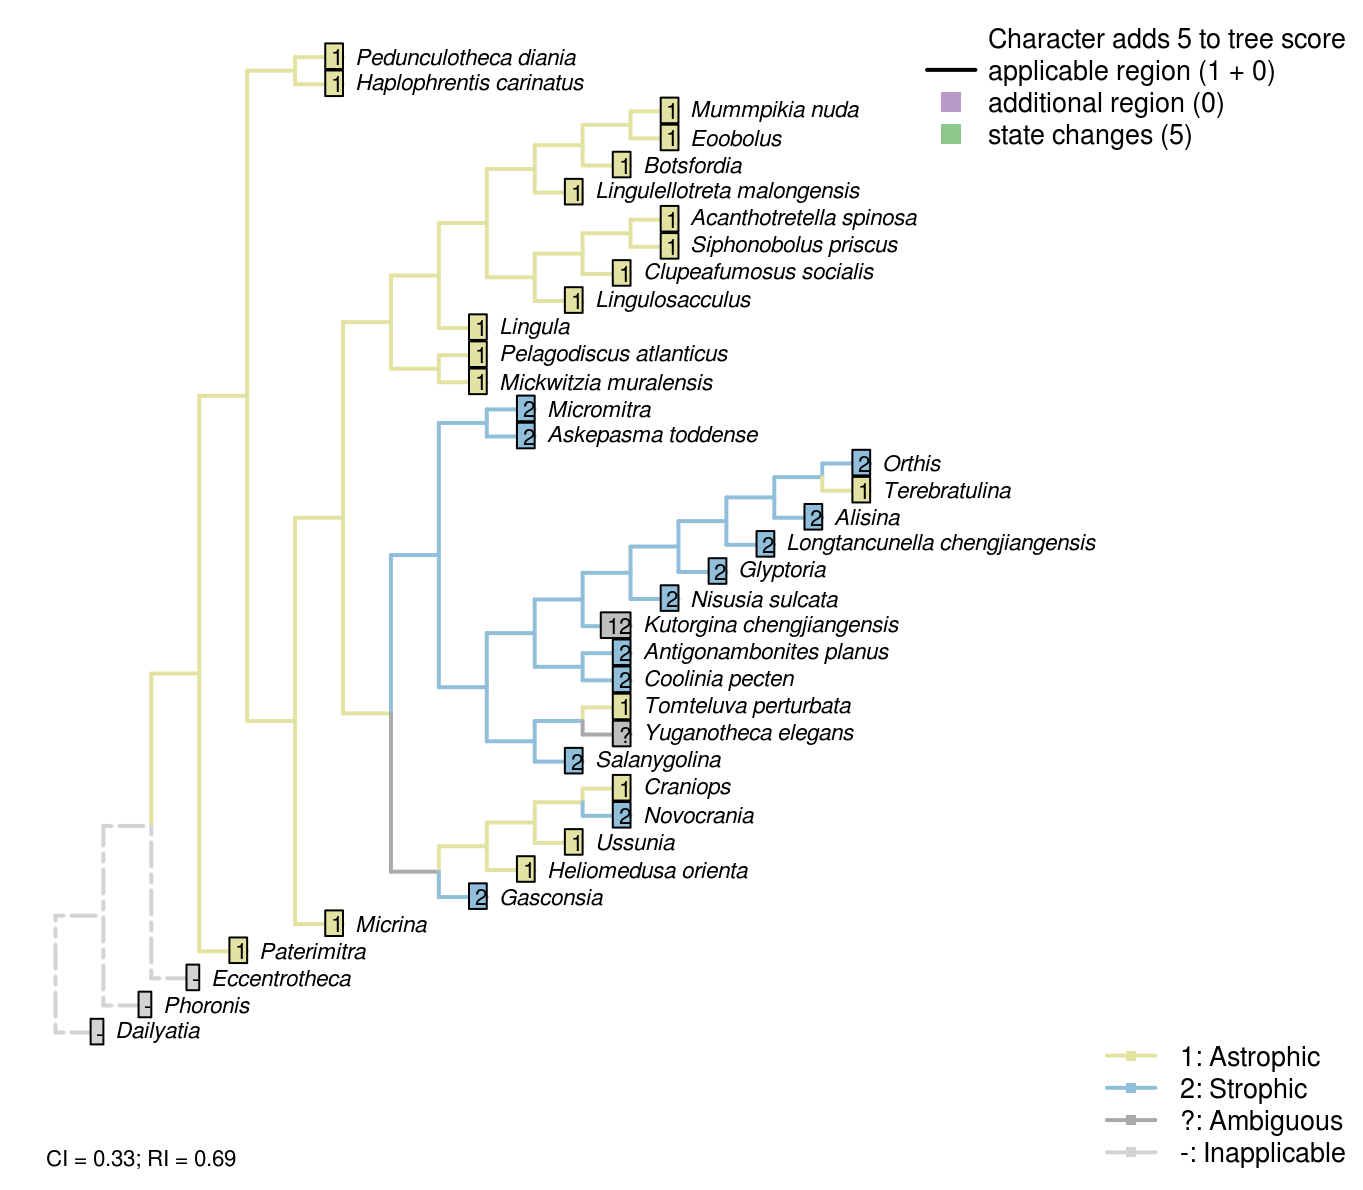 Character adds 5 to tree score
applicable region (1 + 0)
additional region (0)
state changes (5)
1 Pedunculotheca diania
1 Haplophrentis carinatus
1 Mummpikia nuda
1 Eoobolus
1 Botsfordia
1 Lingulellotreta malongensis
1 Acanthotretella spinosa
1 Siphonobolus priscus
1 Clupeafumosus socialis
1 Lingulosacculus
1 Lingula
1 Pelagodiscus atlanticus
1 Mickwitzia muralensis
2 Micromitra
2 Askepasma toddense
2 Orthis
1 Terebratulina
2 Alisina
2 Longtancunella chengjiangensis
2 Glyptoria
2 Nisusia sulcata
12 Kutorgina chengjiangensis
2 Antigonambonites planus
2 Coolinia pecten
1 Tomteluva perturbata
? Yuganotheca elegans
2 Salanygolina
1 Craniops
2 Novocrania
1 Ussunia
1 Heliomedusa orienta
2 Gasconsia
1 Micrina
1 Paterimitra
- Eccentrotheca
- Phoronis
- Dailyatia
1: Astrophic
2: Strophic
?: Ambiguous
-: Inapplicable
CI = 0.33; RI = 0.69